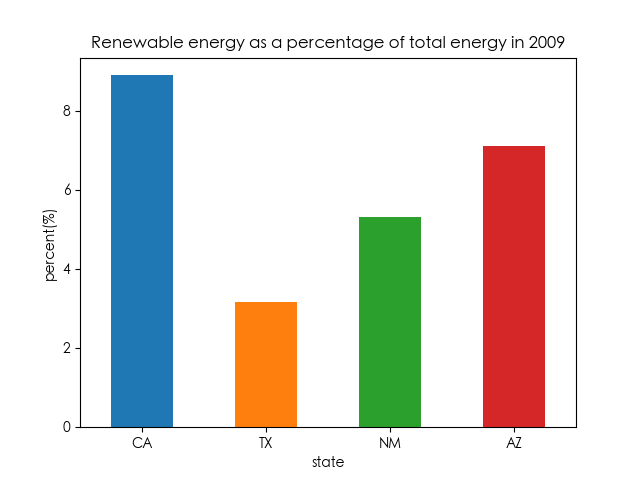 Renewable energy as a percentage of total energy in 2009
percent(%)
8
6
4
2
0
CA TX NM AZ
state